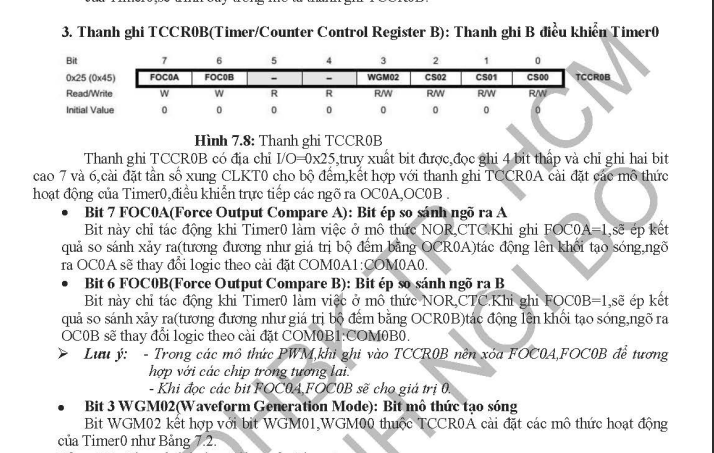 3. Thanh ghi TCCR0B(Timer/Counter Control Register B): Thanh ghi B điều khiển Timer0
Bit 7 6 5 4 3 2 1 0
0x25 (0x45) FOC0A FOC0B – – WGM02 CS02 CS01 CS00 TCCR0B
Read/Write W W R R R/W R/W R/W R/W
Initial Value 0 0 0 0 0 0 0 0
Hình 7.8: Thanh ghi TCCR0B
Thanh ghi TCCR0B có địa chỉ I/O=0x25,truy xuất bit được,đọc ghi 4 bit thấp và chỉ ghi hai bit
cao 7 và 6,cài đặt tần số xung CLKT0 cho bộ đếm,kết hợp với thanh ghi TCCR0A cài đặt các mô thức
hoạt động của Timer0,điều khiển trực tiếp các ngõ ra OC0A,OC0B .
• Bit 7 FOC0A(Force Output Compare A): Bit ép so sánh ngõ ra A
Bit này chỉ tác động khi Timer0 làm việc ở mô thức NOR,CTC.Khi ghi FOC0A=1,sẽ ép kết
quả so sánh xảy ra(tương đương như giá trị bộ đếm bằng OCR0A)tác động lên khối tạo sóng,ngõ
ra OC0A sẽ thay đổi logic theo cài đặt COM0A1:COM0A0.
• Bit 6 FOC0B(Force Output Compare B): Bit ép so sánh ngõ ra B
Bit này chỉ tác động khi Timer0 làm việc ở mô thức NOR,CTC.Khi ghi FOC0B=1,sẽ ép kết
quả so sánh xảy ra(tương đương như giá trị bộ đếm bằng OCR0B)tác động lên khối tạo sóng,ngõ ra
OC0B sẽ thay đổi logic theo cài đặt COM0B1:COM0B0.
➢ Lưu ý: - Trong các mô thức PWM,khi ghi vào TCCR0B nên xóa FOC0A,FOC0B để tương
hợp với các chip trong tương lai.
- Khi đọc các bit FOC0A,FOC0B sẽ cho giá trị 0.
• Bit 3 WGM02(Waveform Generation Mode): Bit mô thức tạo sóng
Bit WGM02 kết hợp với bit WGM01,WGM00 thuộc TCCR0A cài đặt các mô thức hoạt động
của Timer0 như Bảng 7.2.
ĐHBK TP. HCM
NH NỘI BỘ